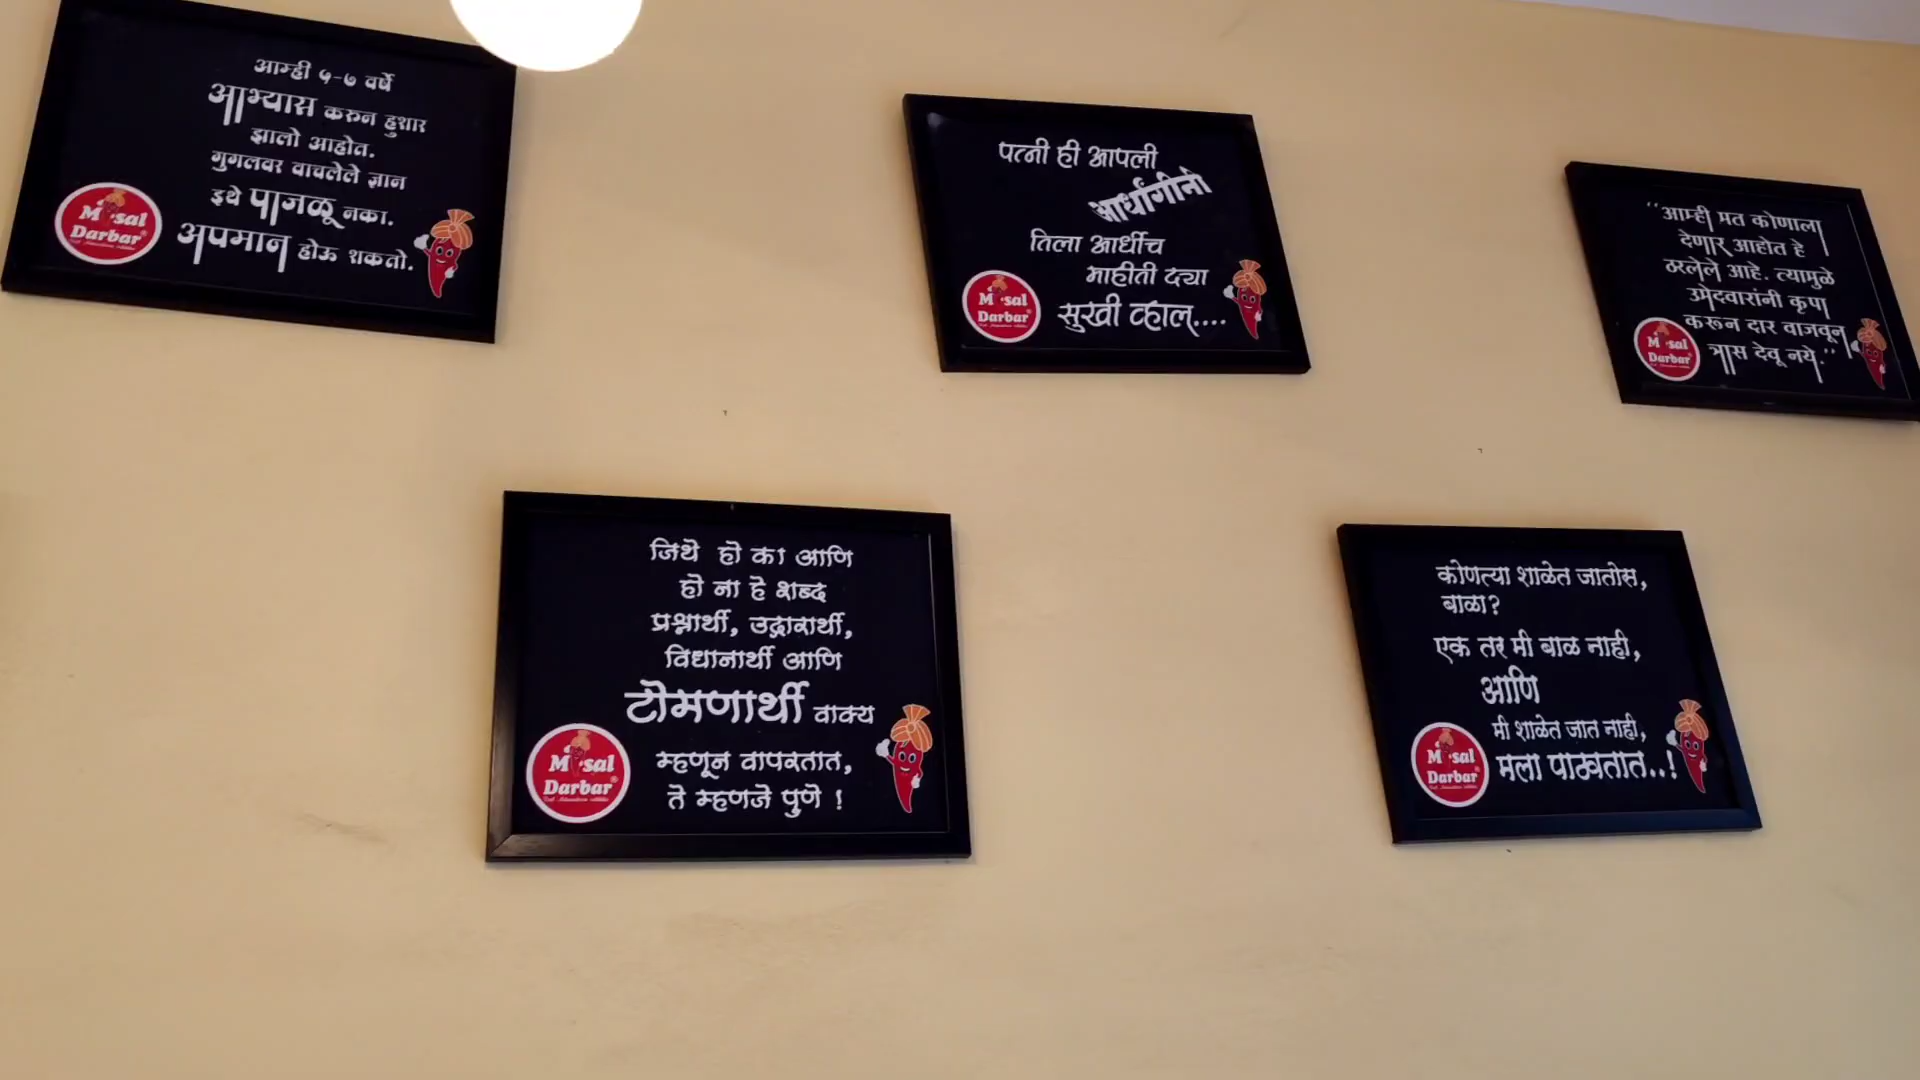 आम्ही ५-७ वर्षे
आभ्यास करुन हुशार
झालो आहोत.
गुगलवर वाचलेले ज्ञान
इथे पाजळू नका.
अपमान होऊ शकतो.
Misal
Darbar
पत्नी ही आपली
आर्धांगीनी
तिला आर्धीच
माहीती द्या
सुखी व्हाल....
Misal
Darbar
"आम्ही मत कोणाला
देणार आहोत हे
ठरलेले आहे. त्यामुळे
उमेदवारांनी कृपा
करून दार वाजवून
त्रास देवू नये."
Misal
Darbar
जिथे हो का आणि
हो ना हे शब्द
प्रश्नार्थी, उद्गारार्थी,
विधानार्थी आणि
टोमणार्थी वाक्य
म्हणून वापरतात,
ते म्हणजे पुणे !
Misal
Darbar®
कोणत्या शाळेत जातोस,
बाळा?
एक तर मी बाळ नाही,
आणि
मी शाळेत जात नाही,
मला पाठवतात..!
Misal
Darbar